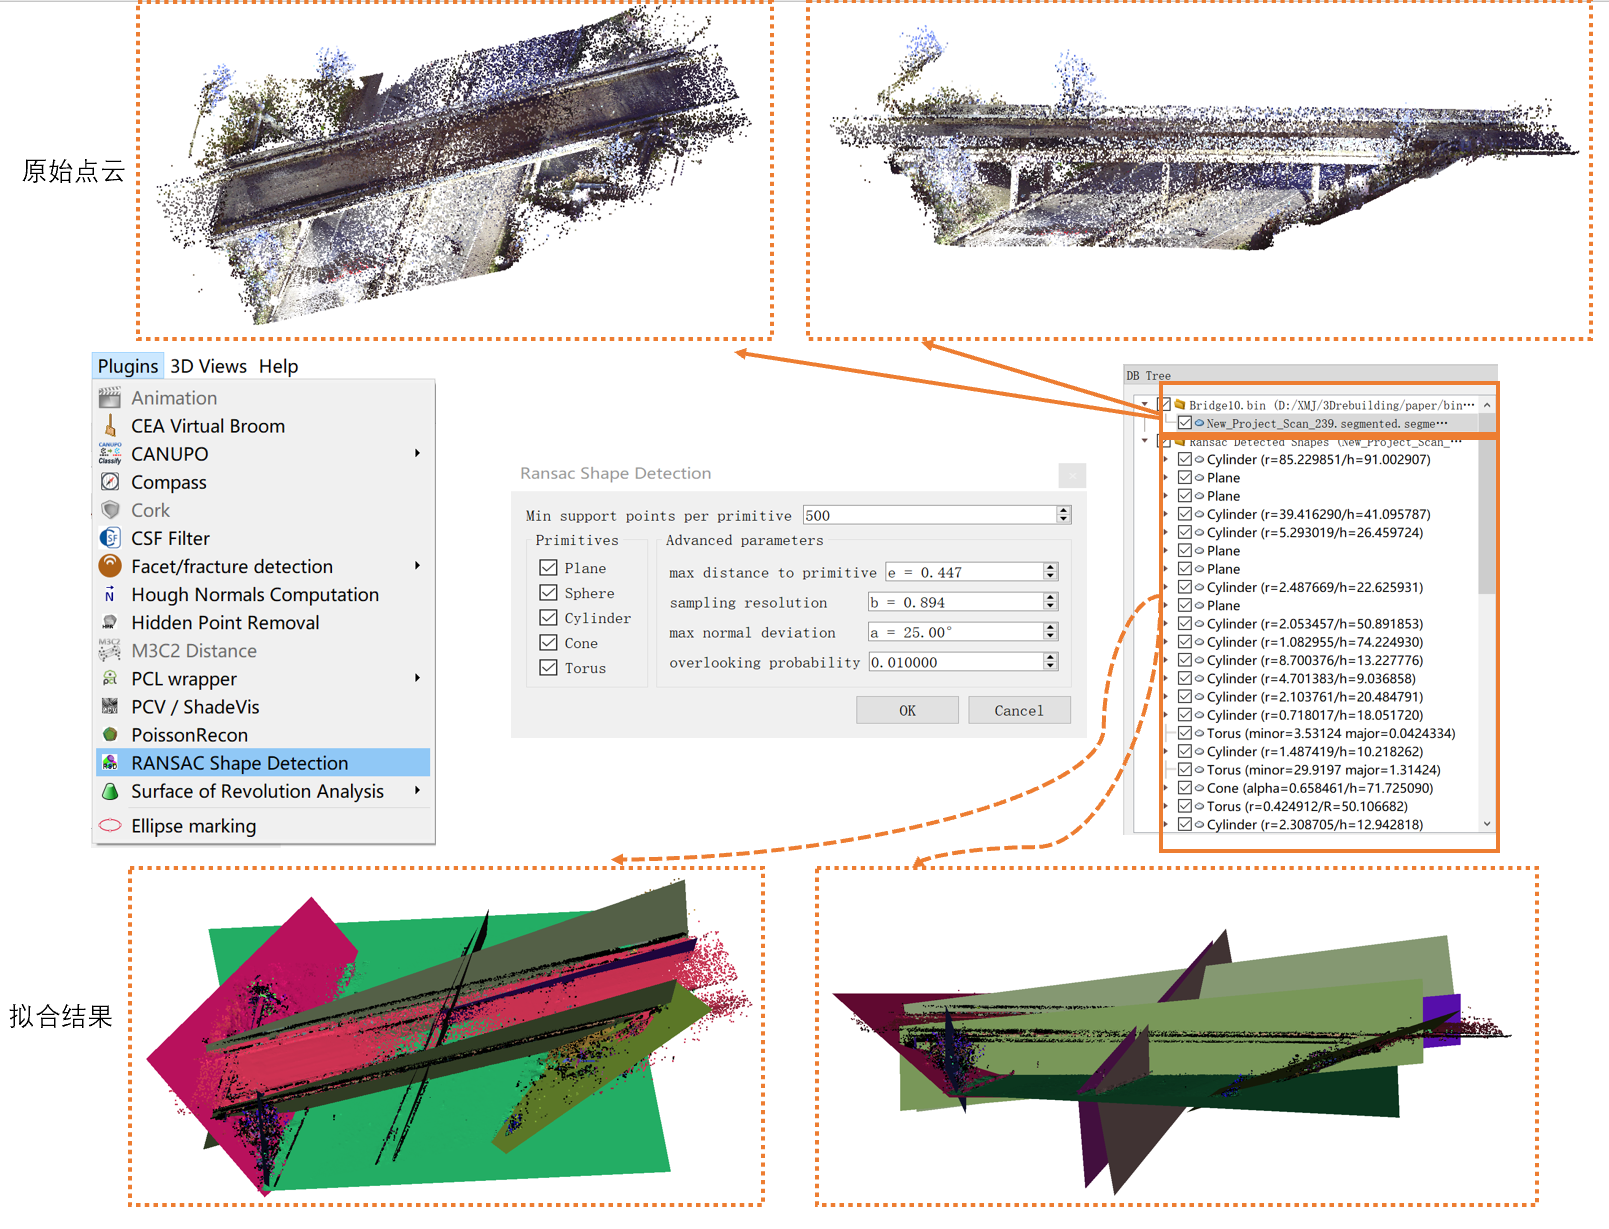 原始点云
Plugins 3D Views Help
Animation
CEA Virtual Broom
CANUPO
Compass
Cork
CSF Filter
Facet/fracture detection
Hough Normals Computation
Hidden Point Removal
M3C2 Distance
PCL wrapper
PCV / ShadeVis
PoissonRecon
RANSAC Shape Detection
Surface of Revolution Analysis
Ellipse marking
Ransac Shape Detection
Min support points per primitive 500
Primitives
Plane
Sphere
Cylinder
Cone
Torus
Advanced parameters
max distance to primitive e = 0.447
sampling resolution b = 0.894
max normal deviation a = 25.00°
overlooking probability 0.010000
OK Cancel
DB Tree
Bridge10.bin (D:/XMJ/3Drebuilding/paper/bin···
New_Project_Scan_239.segmented.segme···
Ransac Detected Shapes (New_Project_Scan_···
Cylinder (r=85.229851/h=91.002907)
Plane
Plane
Cylinder (r=39.416290/h=41.095787)
Cylinder (r=5.293019/h=26.459724)
Plane
Plane
Cylinder (r=2.487669/h=22.625931)
Plane
Cylinder (r=2.053457/h=50.891853)
Cylinder (r=1.082955/h=74.224930)
Cylinder (r=8.700376/h=13.227776)
Cylinder (r=4.701383/h=9.036858)
Cylinder (r=2.103761/h=20.484791)
Cylinder (r=0.718017/h=18.051720)
Torus (minor=3.53124 major=0.0424334)
Cylinder (r=1.487419/h=10.218262)
Torus (minor=29.9197 major=1.31424)
Cone (alpha=0.658461/h=71.725090)
Torus (r=0.424912/R=50.106682)
Cylinder (r=2.308705/h=12.942818)
拟合结果